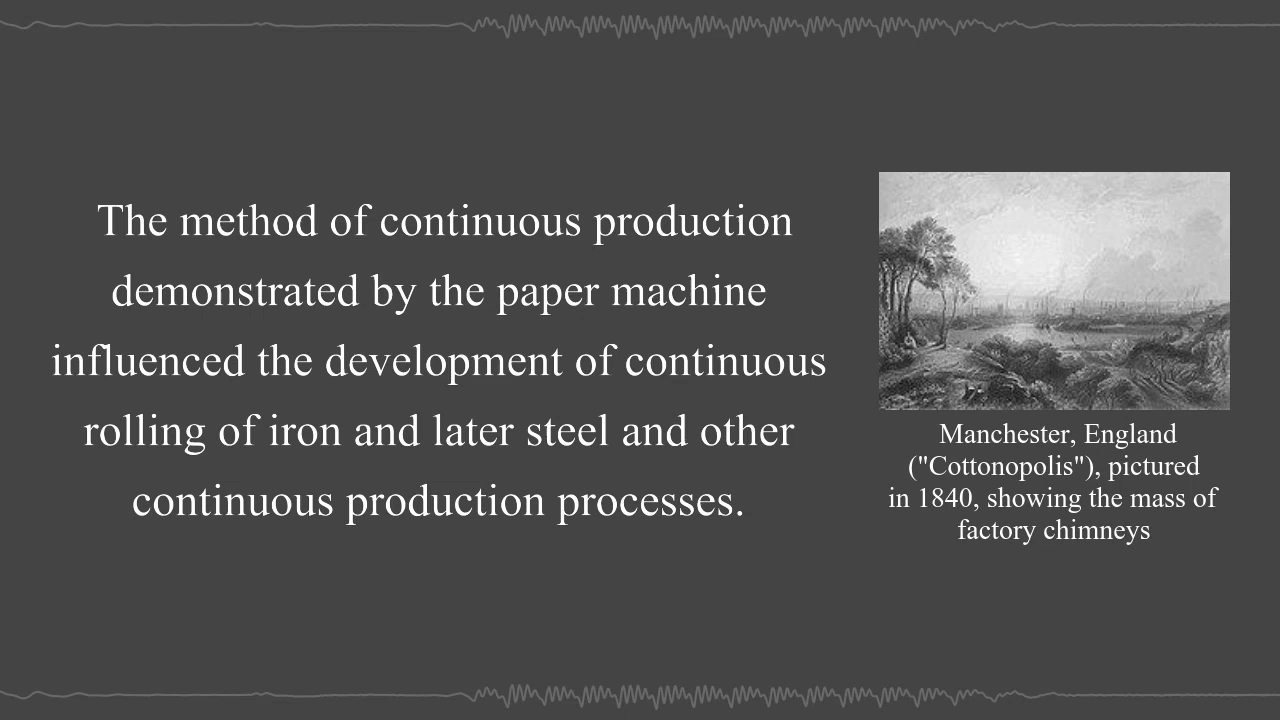 The method of continuous production
demonstrated by the paper machine
influenced the development of continuous
rolling of iron and later steel and other
continuous production processes.
Manchester, England
("Cottonopolis"), pictured
in 1840, showing the mass of
factory chimneys